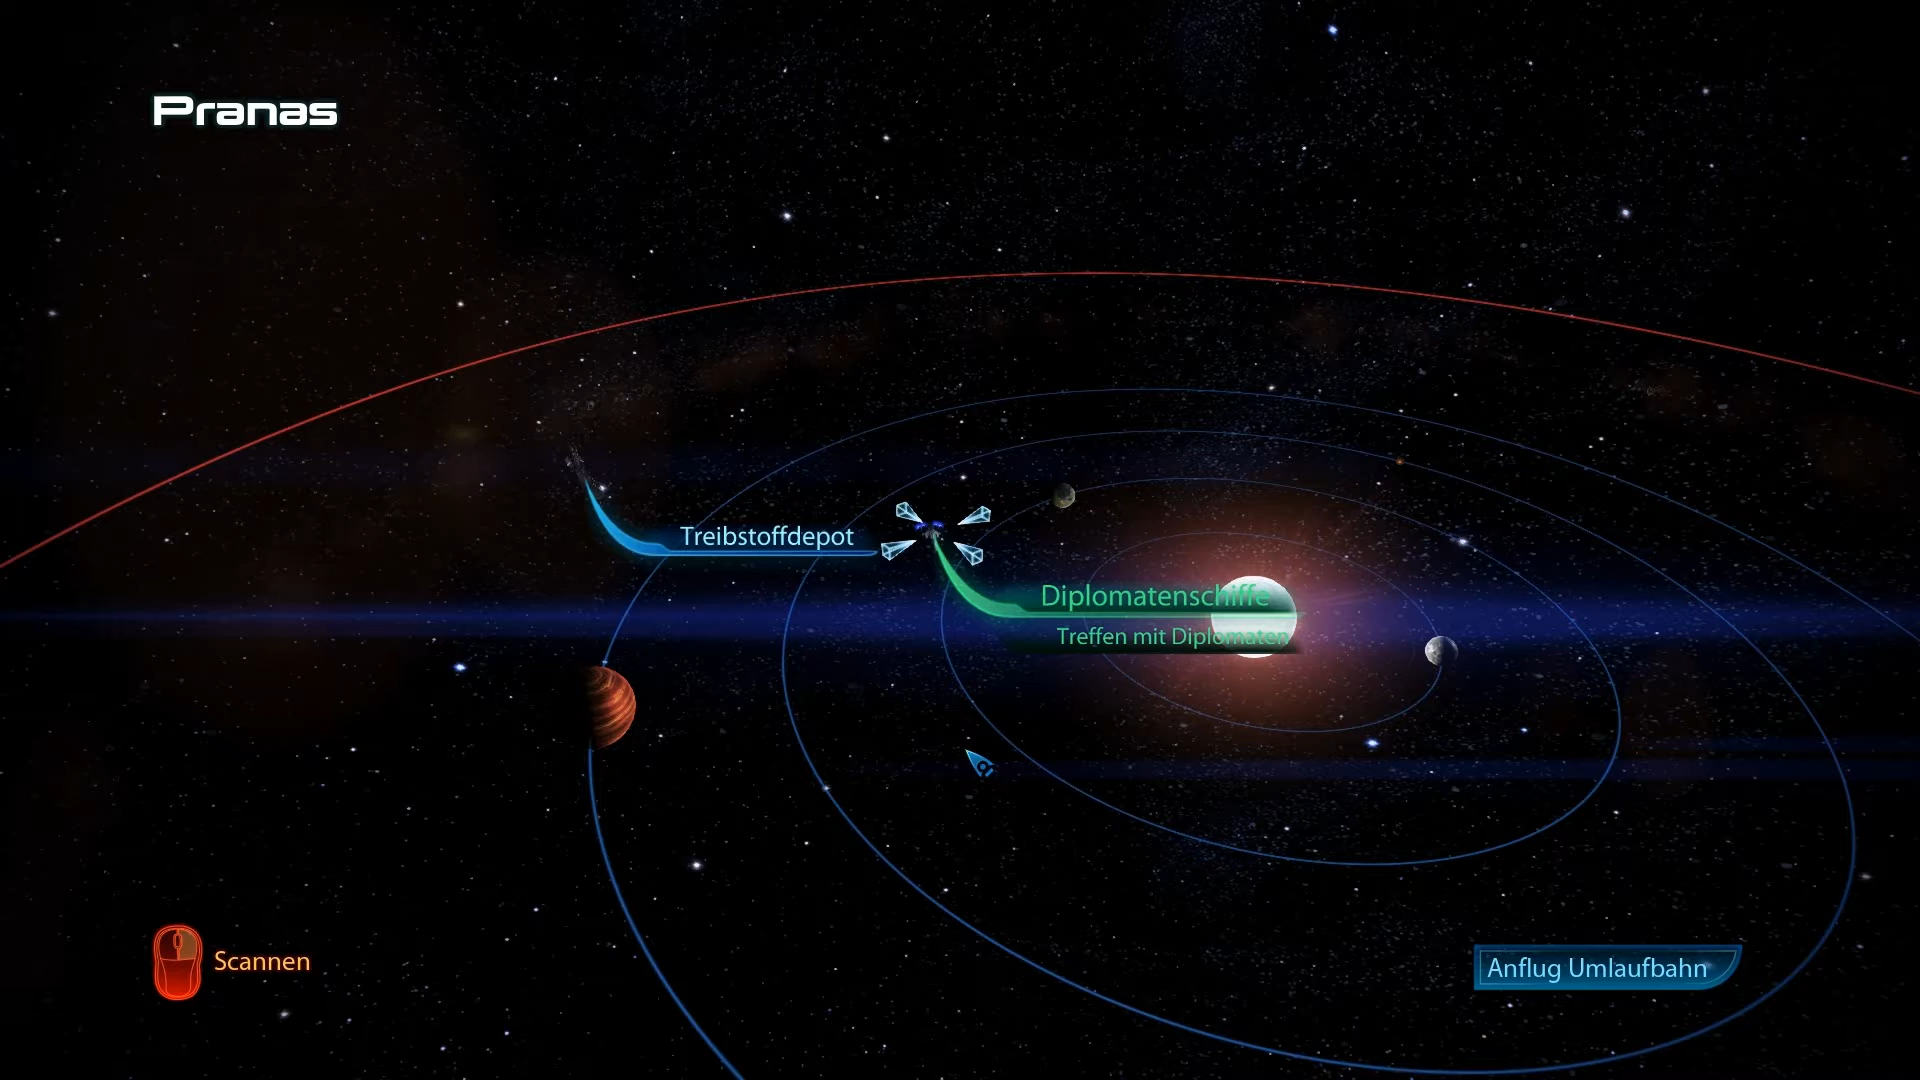 Pranas
Treibstoffdepot
Diplomatenschiffe
Treffen mit Diplomaten
Scannen
Anflug Umlaufbahn